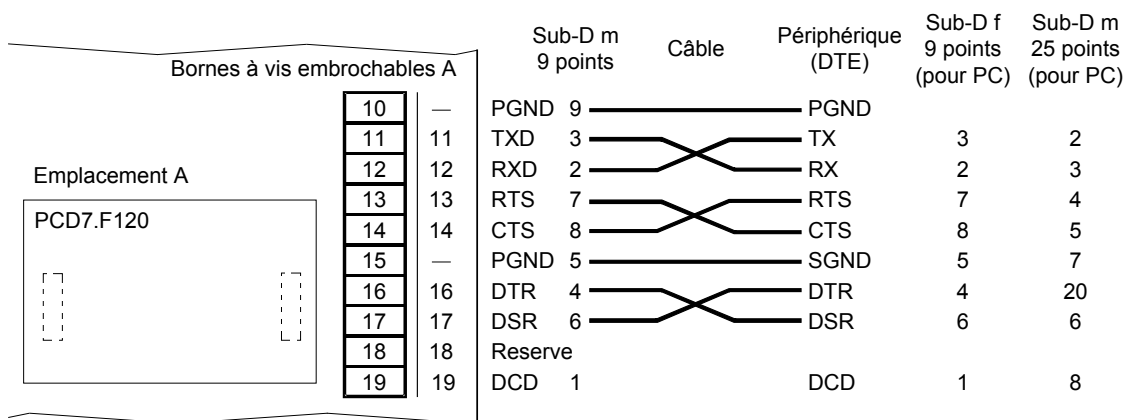 Sub-D m Câble Périphérique Sub-D f Sub-D m
9 points (DTE) 9 points 25 points
(pour PC) (pour PC)
Bornes à vis embrochables A
10 — PGND 9 PGND
11 11 TXD 3 TX 3 2
12 12 RXD 2 RX 2 3
Emplacement A
13 13 RTS 7 RTS 7 4
PCD7.F120
14 14 CTS 8 CTS 8 5
15 — PGND 5 SGND 5 7
16 16 DTR 4 DTR 4 20
17 17 DSR 6 DSR 6 6
18 18 Reserve
19 19 DCD 1 DCD 1 8